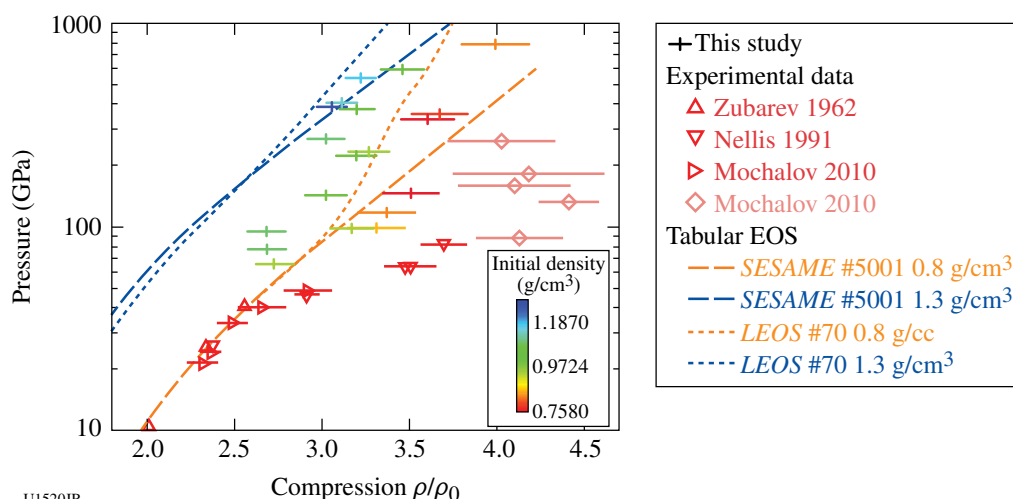 1000
100
10
Pressure (GPa)
2.0 2.5 3.0 3.5 4.0 4.5
Compression ρ/ρ0
Initial density
(g/cm3)
1.1870
0.9724
0.7580
This study
Experimental data
Zubarev 1962
Nellis 1991
Mochalov 2010
Mochalov 2010
Tabular EOS
SESAME #5001 0.8 g/cm3
SESAME #5001 1.3 g/cm3
LEOS #70 0.8 g/cc
LEOS #70 1.3 g/cm3